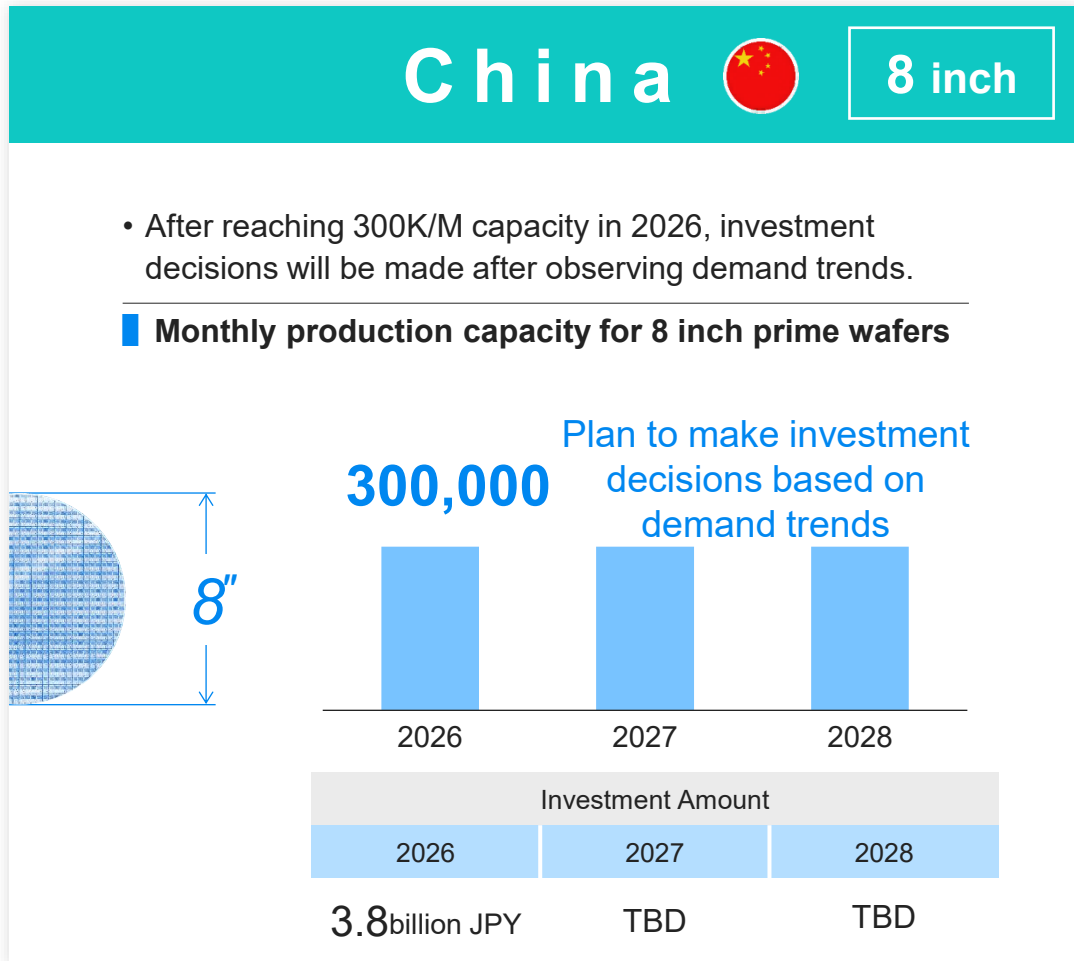 China
8 inch
• After reaching 300K/M capacity in 2026, investment
decisions will be made after observing demand trends.
Monthly production capacity for 8 inch prime wafers
300,000
Plan to make investment
decisions based on
demand trends
8"
2026 2027 2028
Investment Amount
2026 2027 2028
3.8billion JPY TBD TBD